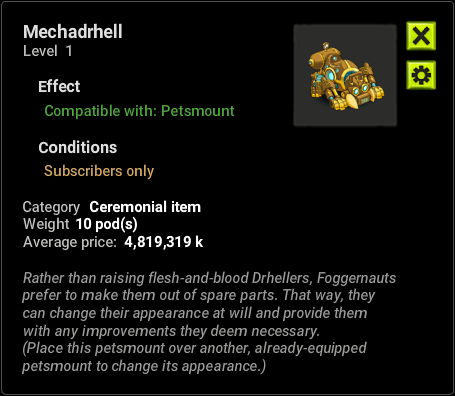 Mechadrhell
Level 1
Effect
Compatible with: Petsmount
Conditions
Subscribers only
Category Ceremonial item
Weight 10 pod(s)
Average price: 4,819,319 k
Rather than raising flesh-and-blood Drhellers, Foggernauts
prefer to make them out of spare parts. That way, they
can change their appearance at will and provide them
with any improvements they deem necessary.
(Place this petsmount over another, already-equipped
petsmount to change its appearance.)